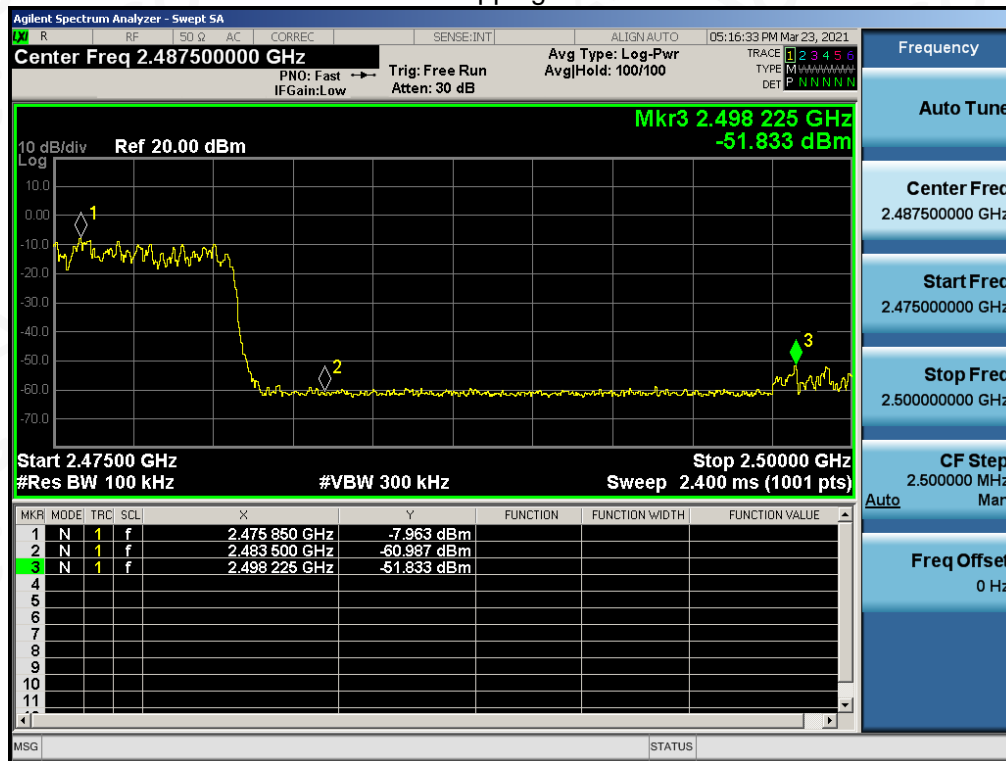 pping
Agilent Spectrum Analyzer - Swept SA
LXI R RF 50 Ω AC CORREC SENSE:INT ALIGN AUTO 05:16:33 PM Mar 23, 2021
Center Freq 2.487500000 GHz
PNO: Fast
IFGain:Low
Trig: Free Run
Atten: 30 dB
Avg Type: Log-Pwr
Avg|Hold: 100/100
TRACE 1 2 3 4 5 6
TYPE M
DET P N N N N N
Mkr3 2.498 225 GHz
-51.833 dBm
10 dB/div Ref 20.00 dBm
Log
10.0
0.00
-10.0
-20.0
-30.0
-40.0
-50.0
-60.0
-70.0
1
2
3
Start 2.47500 GHz Stop 2.50000 GHz
#Res BW 100 kHz #VBW 300 kHz Sweep 2.400 ms (1001 pts)
MKR MODE TRC SCL X Y FUNCTION FUNCTION WIDTH FUNCTION VALUE
1 N 1 f 2.475 850 GHz -7.963 dBm
2 N 1 f 2.483 500 GHz -60.987 dBm
3 N 1 f 2.498 225 GHz -51.833 dBm
4
5
6
7
8
9
10
11
MSG STATUS
Frequency
Auto Tune
Center Freq
2.487500000 GHz
Start Freq
2.475000000 GHz
Stop Freq
2.500000000 GHz
CF Step
2.500000 MHz
Auto Man
Freq Offset
0 Hz